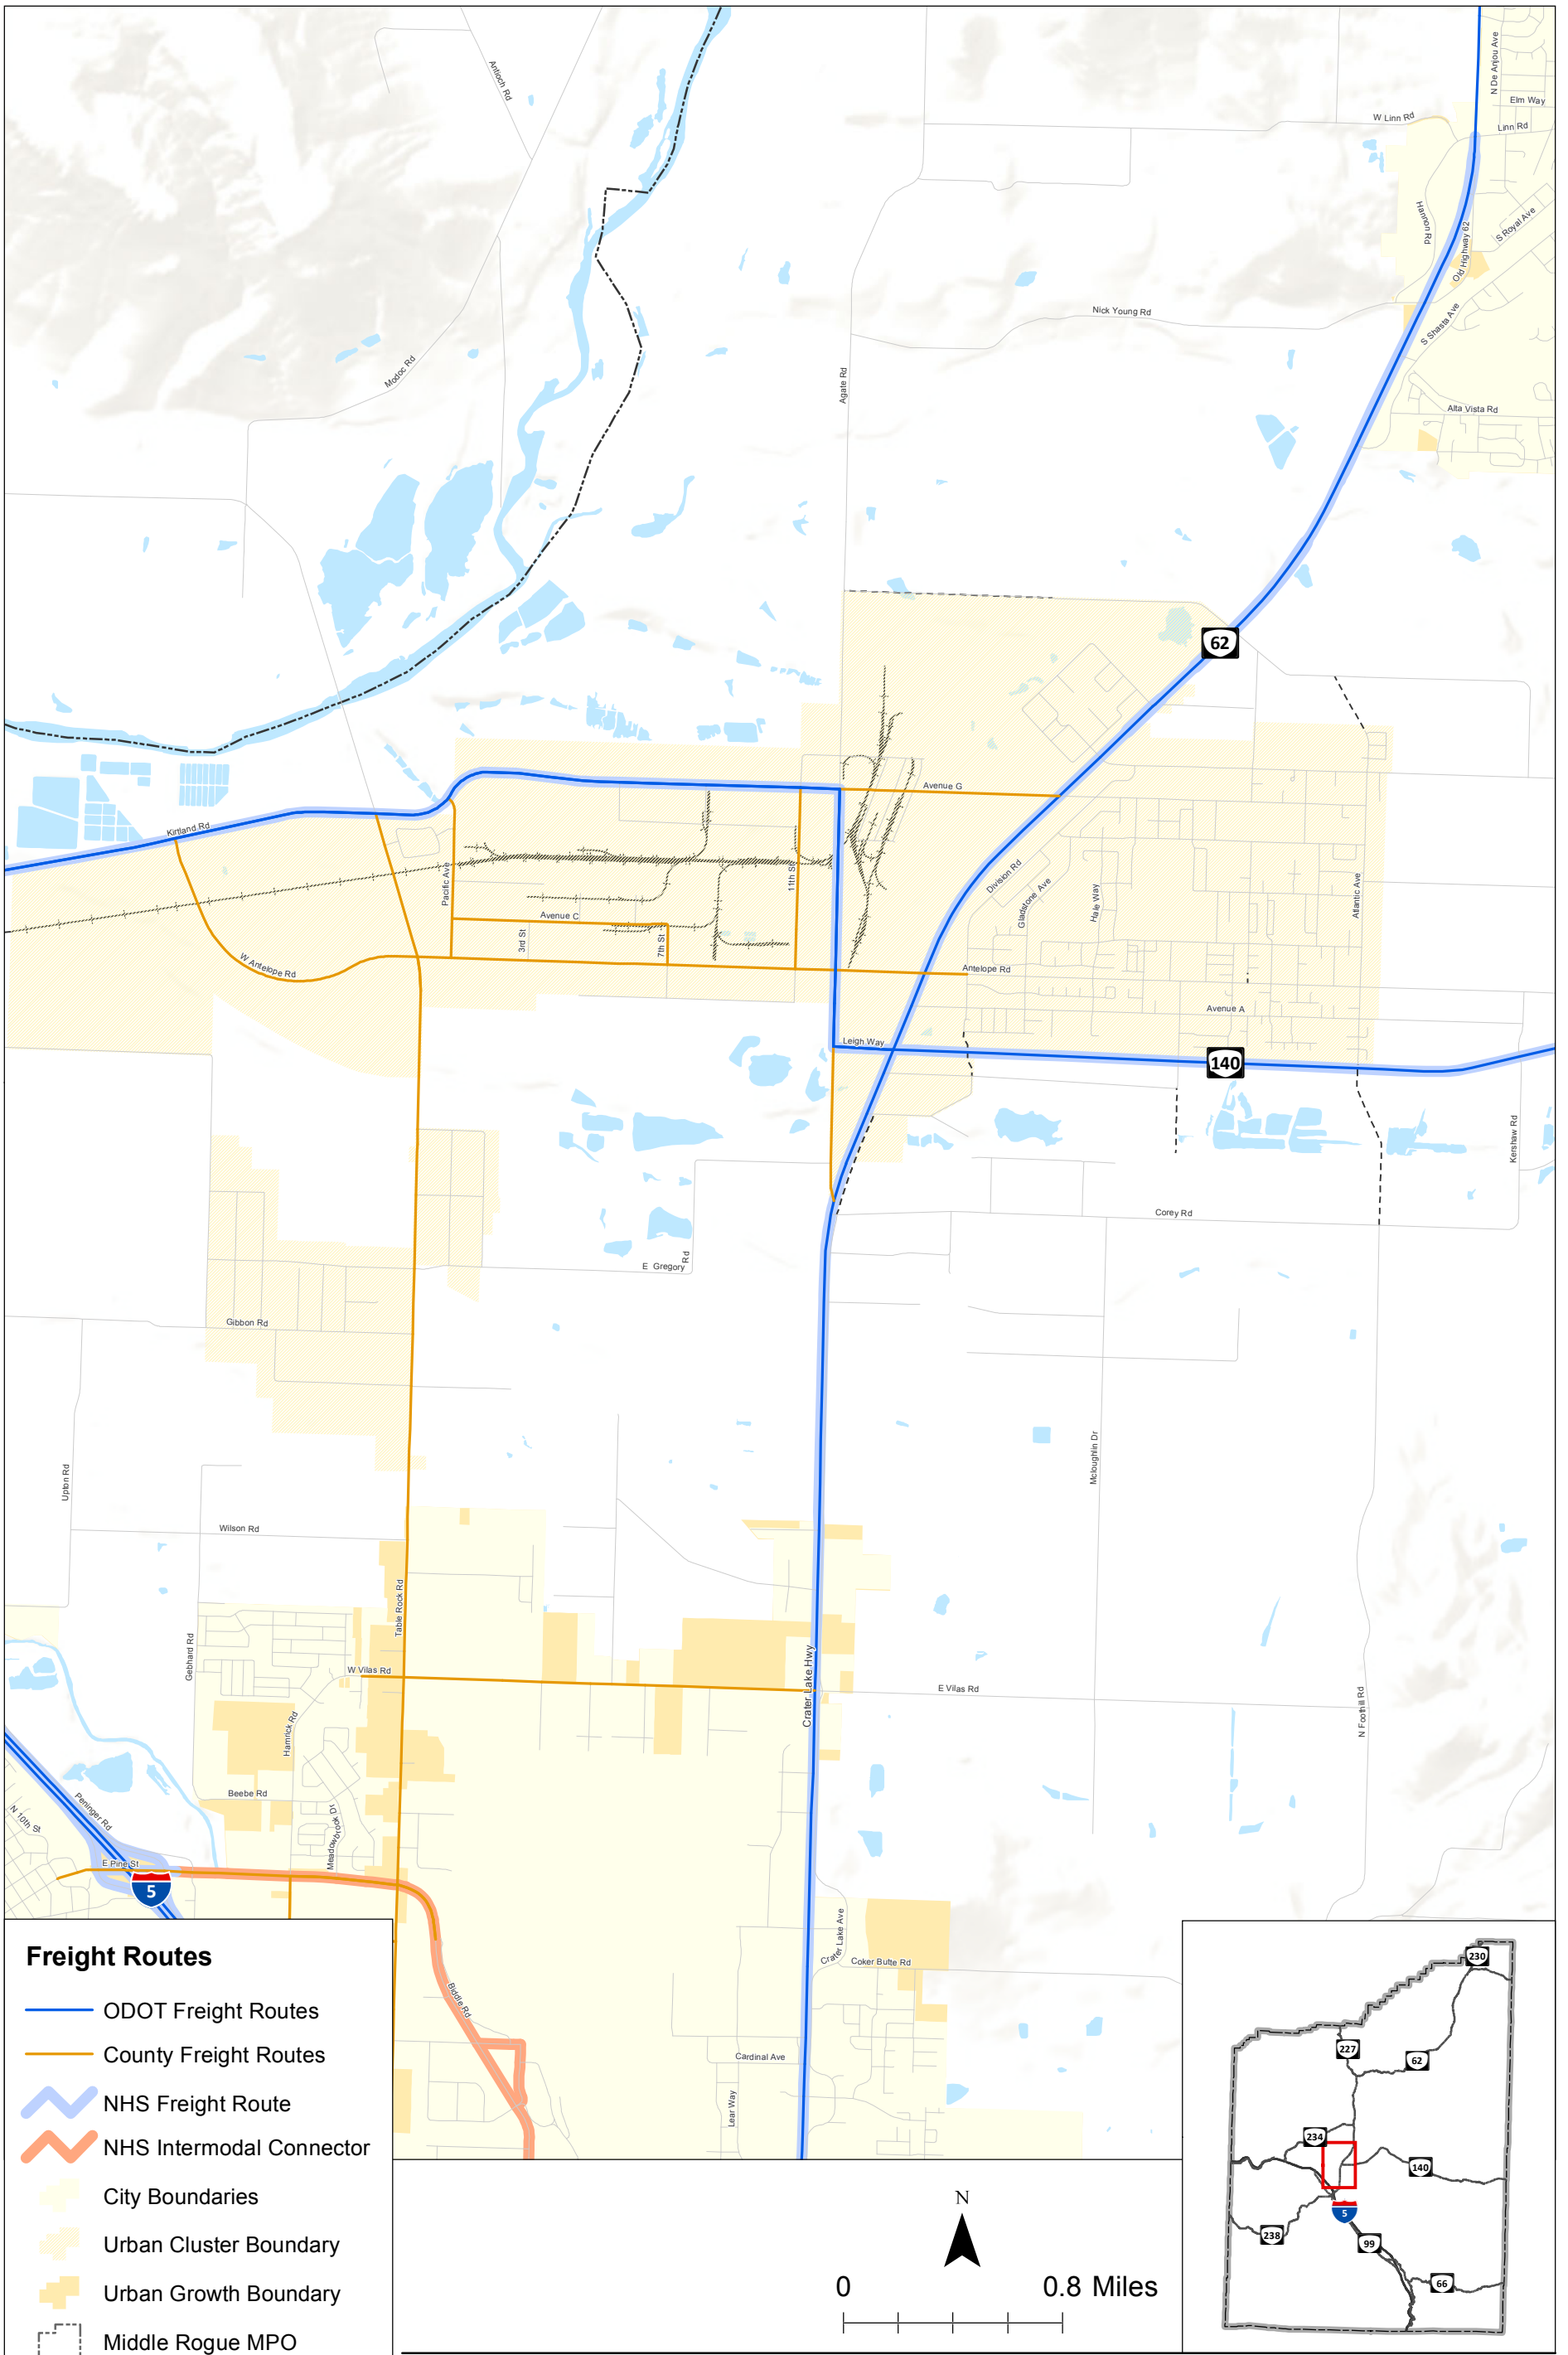 Antioch Rd
N De Anjou Ave
Elm Way
W Linn Rd
Linn Rd
Hannon Rd
Old Highway 62
S Royal Ave
Nick Young Rd
S Shasta Ave
Modoc Rd
Agate Rd
Alta Vista Rd
62
Avenue G
Kirtland Rd
Pacific Ave
11th St
Division Rd
Gladstone Ave
Hale Way
Atlantic Ave
Avenue C
3rd St
7th St
W Antelope Rd
Antelope Rd
Avenue A
Leigh Way
140
Kershaw Rd
Corey Rd
E Gregory
Rd
Gibbon Rd
Upton Rd
Mcloughlin Dr
Wilson Rd
Table Rock Rd
Gebhard Rd
W Vilas Rd
Crater Lake Hwy
E Vilas Rd
N Foothill Rd
Hamrick Rd
Beebe Rd
Peninger Rd
N 10th St
Meadowbrook Dr
E Pine St
5
Crater Lake Ave
Coker Butte Rd
Biddle Rd
Cardinal Ave
Lear Way
Freight Routes
ODOT Freight Routes
County Freight Routes
NHS Freight Route
NHS Intermodal Connector
City Boundaries
Urban Cluster Boundary
Urban Growth Boundary
Middle Rogue MPO
N
0 0.8 Miles
230
227
62
234
140
5
238
99
66